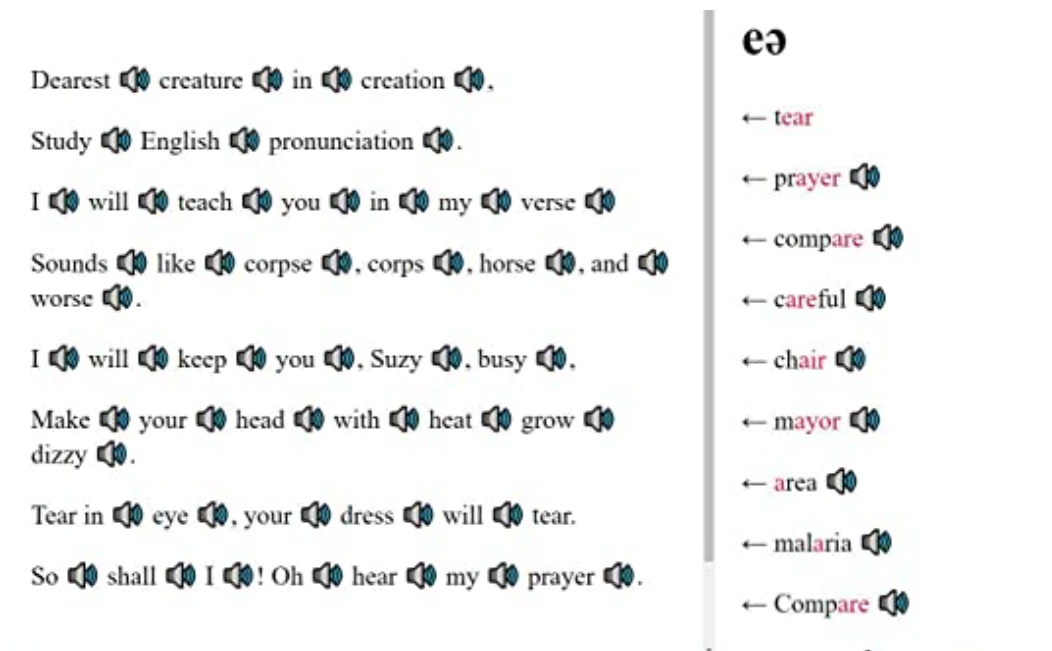 Dearest creature in creation,
Study English pronunciation.
I will teach you in my verse
Sounds like corpse, corps, horse, and
worse.
I will keep you, Suzy, busy,
Make your head with heat grow
dizzy.
Tear in eye, your dress will tear.
So shall I! Oh hear my prayer.
eə
← tear
← prayer
← compare
← careful
← chair
← mayor
← area
← malaria
← Compare